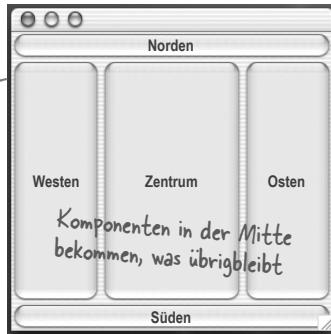 Norden
Westen Zentrum Osten
Komponenten in der Mitte
bekommen, was übrigbleibt
Süden